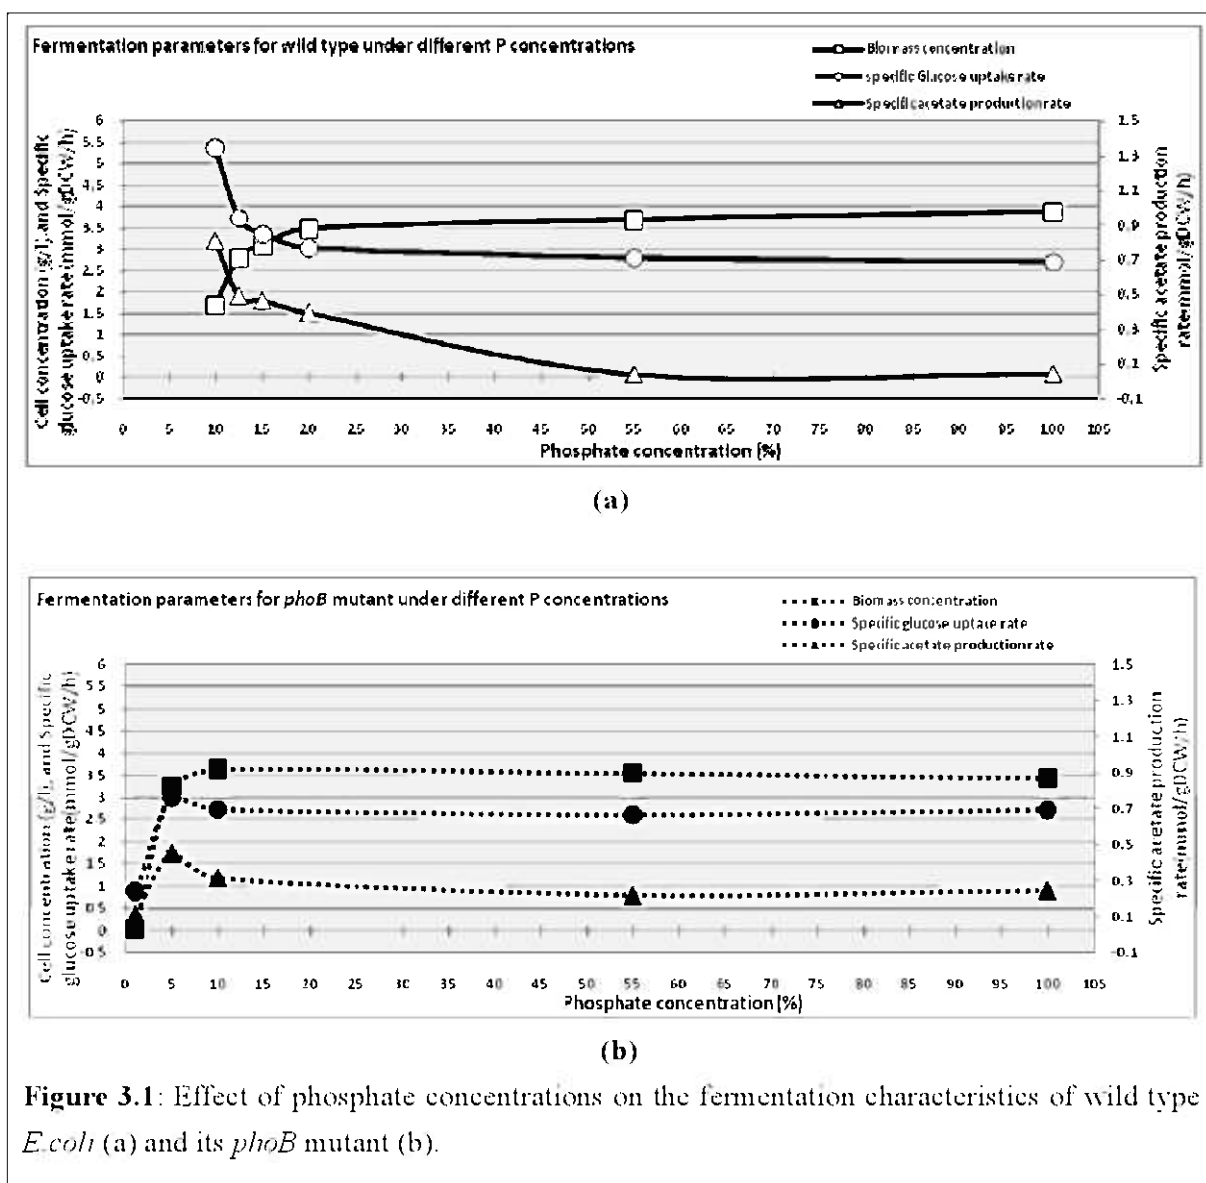 Fermentation parameters for wild type under different P concentrations
Biomass concentration
specific Glucose uptake rate
Specific acetate production rate
Cell concentration (g/l), and Specific
glucose uptake rate (mmol/gDCW/h)
6
5.5
5
4.5
4
3.5
3
2.5
2
1.5
1
0.5
0
-0.5
1.5
1.3
1.1
0.9
0.7
0.5
0.3
0.1
-0.1
Specific acetate production
rate(mmol/gDCW/h)
0 5 10 15 20 25 30 35 40 45 50 55 60 65 70 75 80 85 90 95 100 105
Phosphate concentration (%)
(a)
Fermentation parameters for phoB mutant under different P concentrations
Biomass concentration
Specific glucose uptake rate
Specific acetate production rate
Cell concentration (g/l), and Specific
glucose uptake rate(mmol/gDCW/h)
6
5.5
5
4.5
4
3.5
3
2.5
2
1.5
1
0.5
0
-0.5
1.5
1.3
1.1
0.9
0.7
0.5
0.3
0.1
-0.1
Specific acetate production
rate(mmol/gDCW/h)
0 5 10 15 20 25 30 35 40 45 50 55 60 65 70 75 80 85 90 95 100 105
Phosphate concentration (%)
(b)
Figure 3.1: Effect of phosphate concentrations on the fermentation characteristics of wild type
E.coli (a) and its phoB mutant (b).